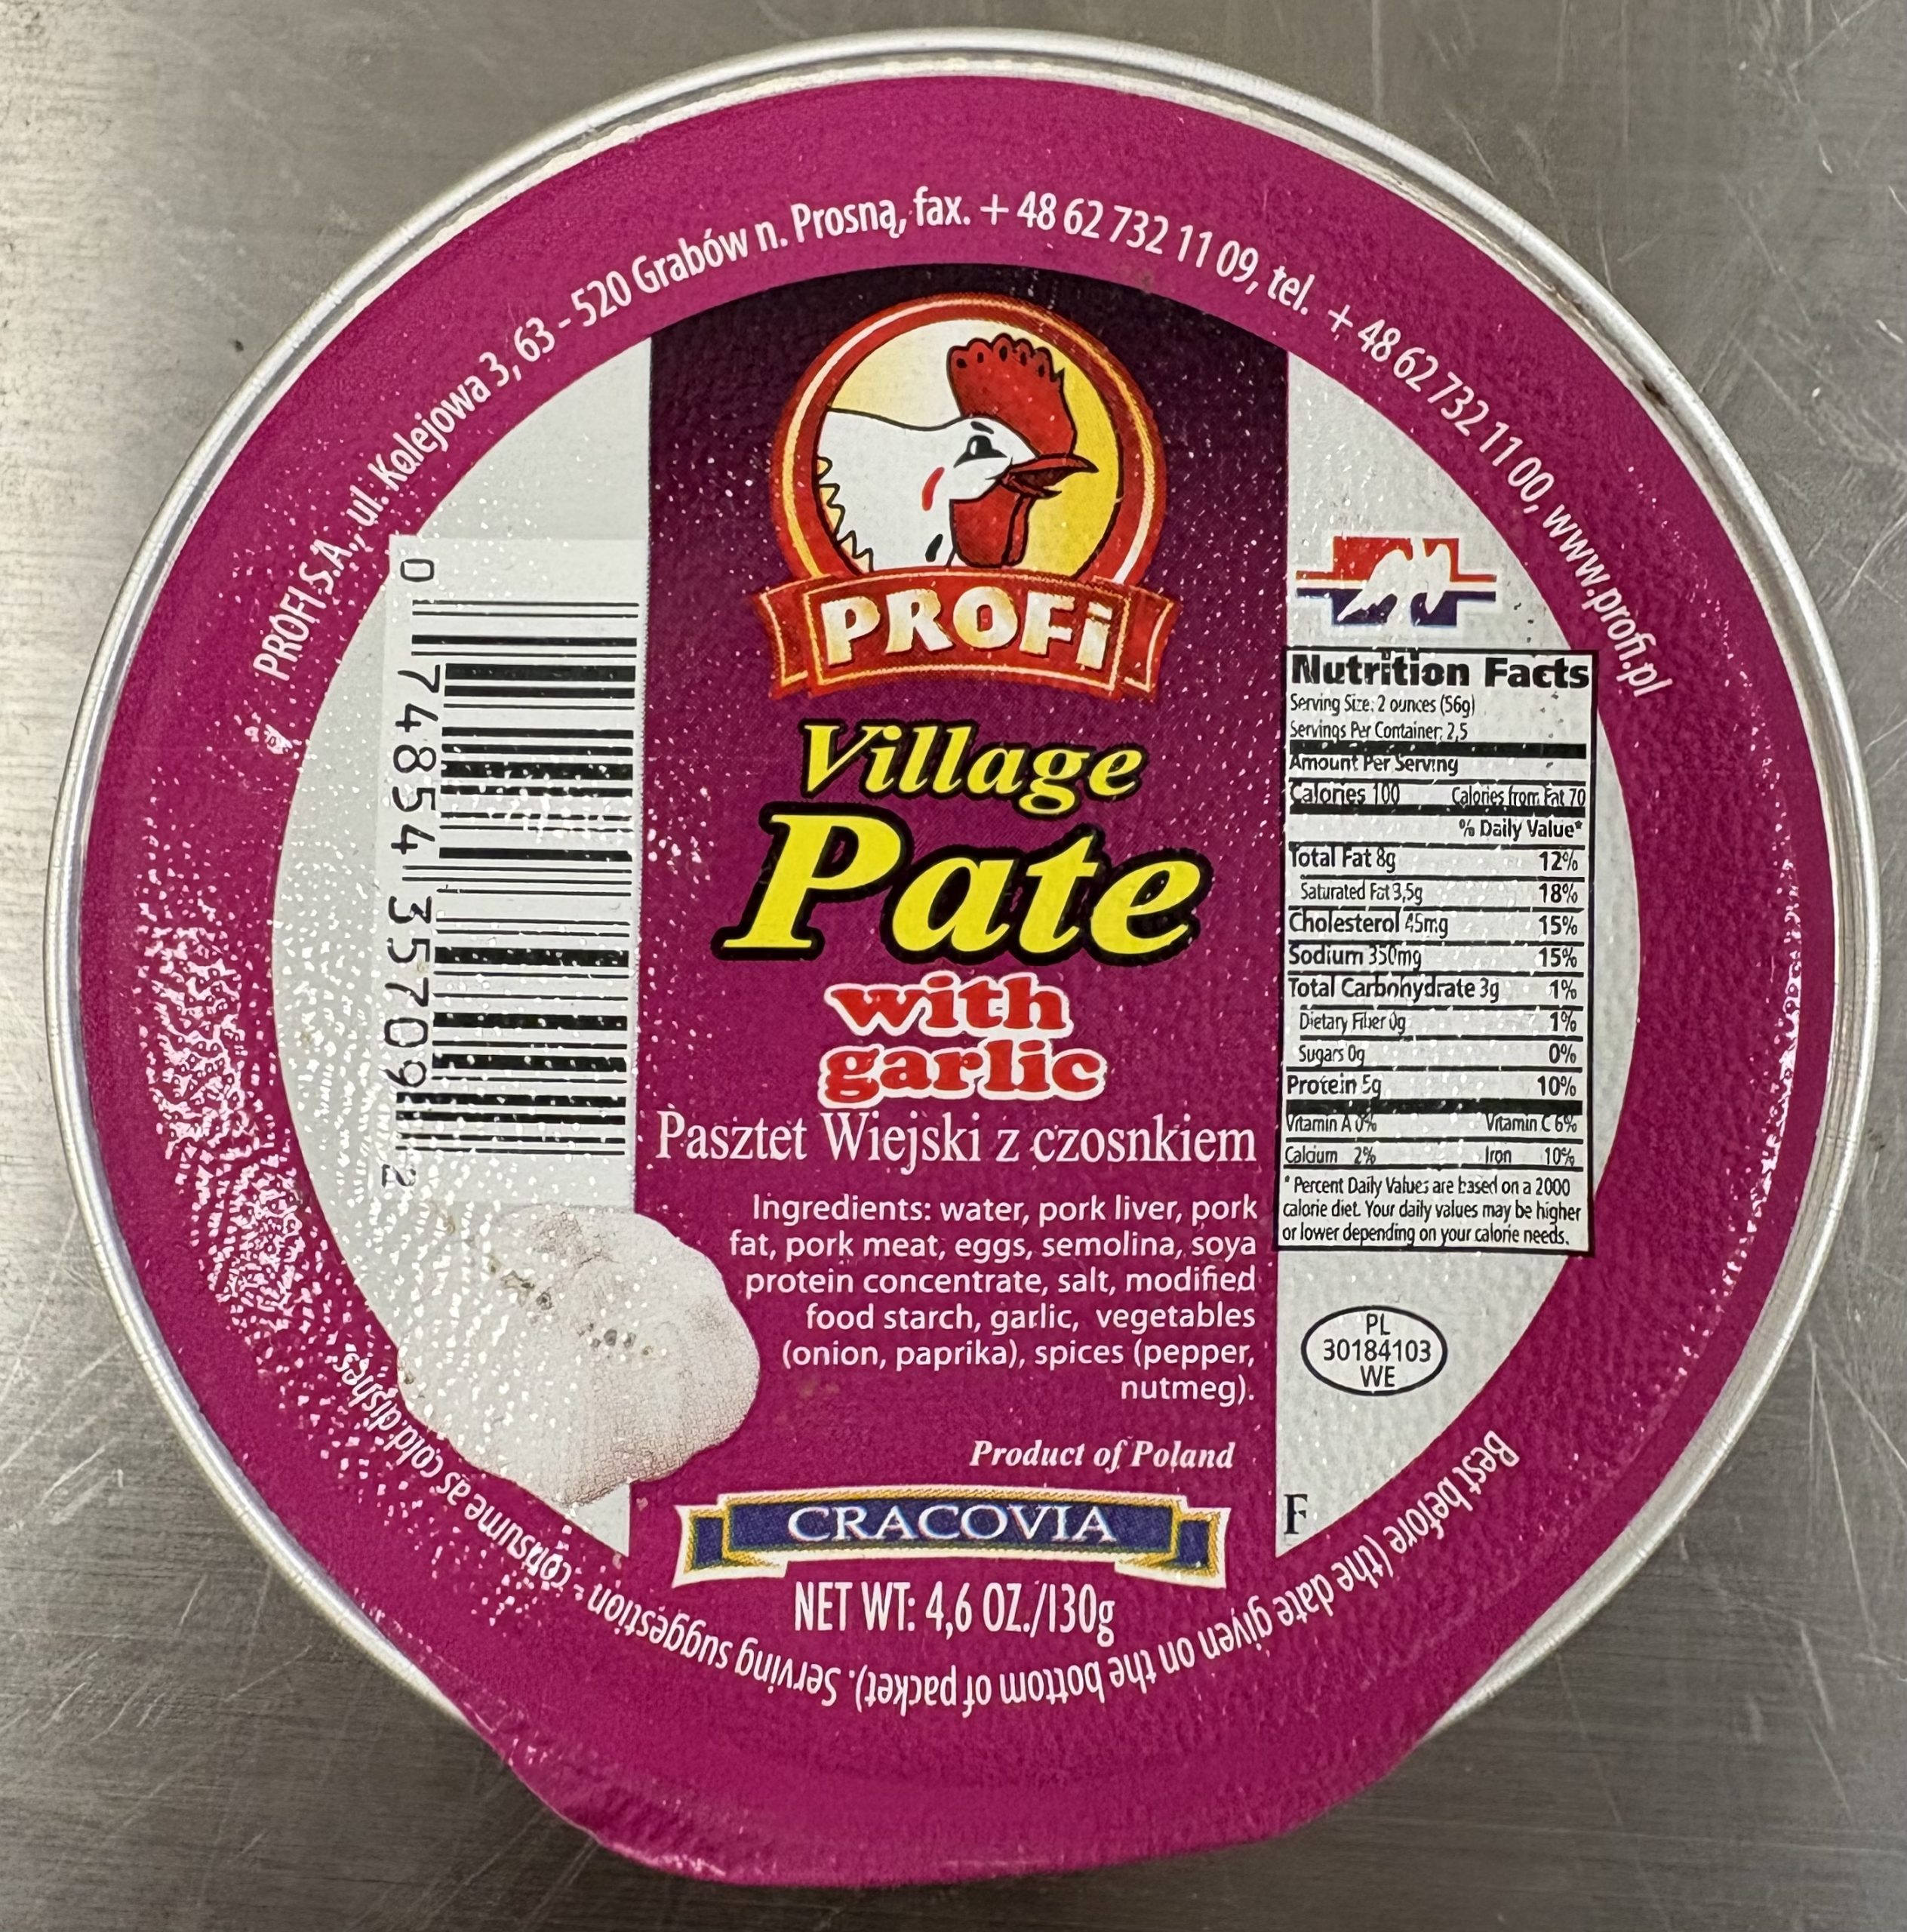 PROFI S.A., ul. Kolejowa 3, 63 - 520 Grabów n. Prosną, fax. + 48 62 732 11 09, tel. + 48 62 732 11 00, www.profi.pl
PROFi
Village
Pate
with
garlic
Pasztet Wiejski z czosnkiem
Ingredients: water, pork liver, pork
fat, pork meat, eggs, semolina, soya
protein concentrate, salt, modified
food starch, garlic, vegetables
(onion, paprika), spices (pepper,
nutmeg).
Product of Poland
CRACOVIA
NET WT: 4,6 OZ./130g
0 74854 35709 2
Nutrition Facts
Serving Size: 2 ounces (56g)
Servings Per Container: 2,5
Amount Per Serving
Calories 100 Calories from Fat 70
% Daily Value*
Total Fat 8g 12%
Saturated Fat 3,5g 18%
Cholesterol 45mg 15%
Sodium 350mg 15%
Total Carbohydrate 3g 1%
Dietary Fiber 0g 1%
Sugars 0g 0%
Protein 5g 10%
Vitamin A 0% Vitamin C 6%
Calcium 2% Iron 10%
* Percent Daily Values are based on a 2000
calorie diet. Your daily values may be higher
or lower depending on your calorie needs.
PL
30184103
WE
F
Best before (the date given on the bottom of packet). Serving suggestion - consume as cold dishes.